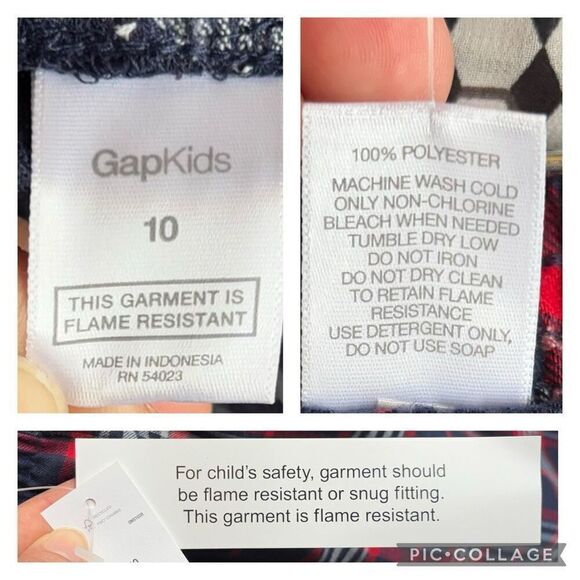 GapKids
10
THIS GARMENT IS
FLAME RESISTANT
MADE IN INDONESIA
RN 54023
100% POLYESTER
MACHINE WASH COLD
ONLY NON-CHLORINE
BLEACH WHEN NEEDED
TUMBLE DRY LOW
DO NOT IRON
DO NOT DRY CLEAN
TO RETAIN FLAME
RESISTANCE
USE DETERGENT ONLY,
DO NOT USE SOAP
For child's safety, garment should
be flame resistant or snug fitting.
This garment is flame resistant.
PIC•COLLAGE